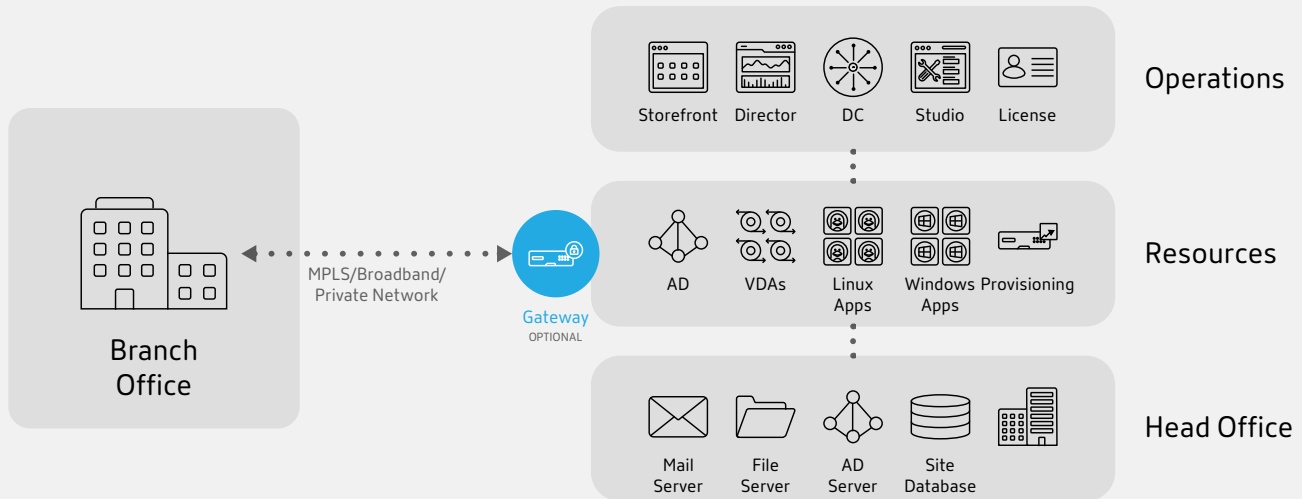 Storefront
Director
DC
Studio
License
Operations
Branch
Office
MPLS/Broadband/
Private Network
Gateway
OPTIONAL
AD
VDAs
Linux
Apps
Windows
Apps
Provisioning
Resources
Mail
Server
File
Server
AD
Server
Site
Database
Head Office